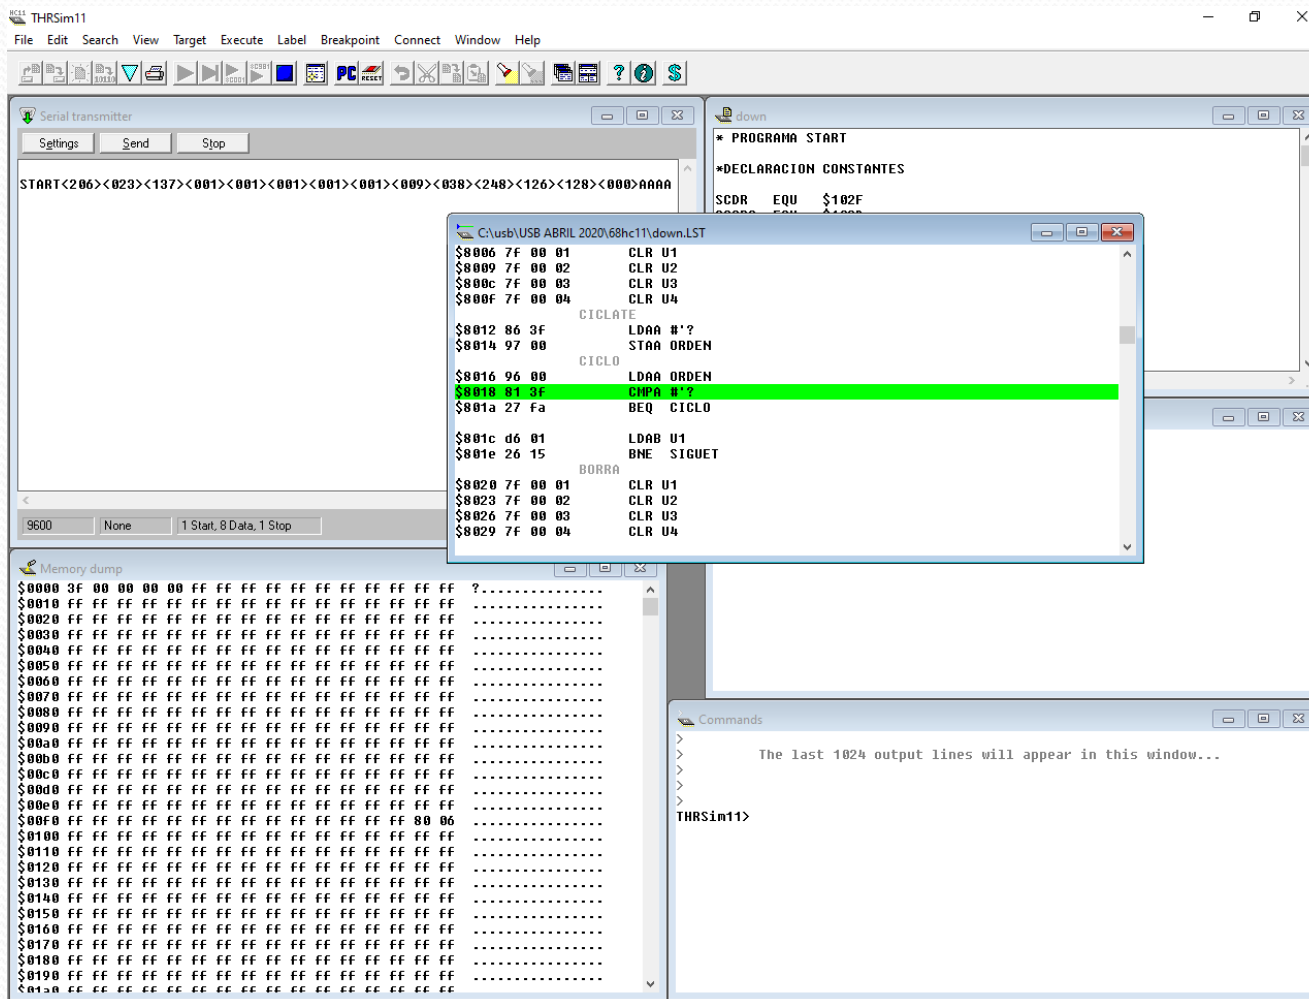 HC11
THRSim11
File Edit Search View Target Execute Label Breakpoint Connect Window Help
PC RESET
Serial transmitter
Settings Send Stop
START<206><023><137><001><001><001><001><001><009><038><248><126><128><000>AAAA
9600 None 1 Start, 8 Data, 1 Stop
down
* PROGRAMA START
*DECLARACION CONSTANTES
SCDR EQU $102F
C:\usb\USB ABRIL 2020\68hc11\down.LST
$8006 7f 00 01 CLR U1
$8009 7f 00 02 CLR U2
$800c 7f 00 03 CLR U3
$800f 7f 00 04 CLR U4
CICLATE
$8012 86 3f LDAA #'?
$8014 97 00 STAA ORDEN
CICLO
$8016 96 00 LDAA ORDEN
$8018 81 3f CMPA #'?
$801a 27 fa BEQ CICLO
$801c d6 01 LDAB U1
$801e 26 15 BNE SIGUET
BORRA
$8020 7f 00 01 CLR U1
$8023 7f 00 02 CLR U2
$8026 7f 00 03 CLR U3
$8029 7f 00 04 CLR U4
Memory dump
$0000 3f 00 00 00 00 ff ff ff ff ff ff ff ff ff ff ff ?...............
$0010 ff ff ff ff ff ff ff ff ff ff ff ff ff ff ff ff ................
$0020 ff ff ff ff ff ff ff ff ff ff ff ff ff ff ff ff ................
$0030 ff ff ff ff ff ff ff ff ff ff ff ff ff ff ff ff ................
$0040 ff ff ff ff ff ff ff ff ff ff ff ff ff ff ff ff ................
$0050 ff ff ff ff ff ff ff ff ff ff ff ff ff ff ff ff ................
$0060 ff ff ff ff ff ff ff ff ff ff ff ff ff ff ff ff ................
$0070 ff ff ff ff ff ff ff ff ff ff ff ff ff ff ff ff ................
$0080 ff ff ff ff ff ff ff ff ff ff ff ff ff ff ff ff ................
$0090 ff ff ff ff ff ff ff ff ff ff ff ff ff ff ff ff ................
$00a0 ff ff ff ff ff ff ff ff ff ff ff ff ff ff ff ff ................
$00b0 ff ff ff ff ff ff ff ff ff ff ff ff ff ff ff ff ................
$00c0 ff ff ff ff ff ff ff ff ff ff ff ff ff ff ff ff ................
$00d0 ff ff ff ff ff ff ff ff ff ff ff ff ff ff ff ff ................
$00e0 ff ff ff ff ff ff ff ff ff ff ff ff ff ff ff ff ................
$00f0 ff ff ff ff ff ff ff ff ff ff ff ff ff ff 80 06 ................
$0100 ff ff ff ff ff ff ff ff ff ff ff ff ff ff ff ff ................
$0110 ff ff ff ff ff ff ff ff ff ff ff ff ff ff ff ff ................
$0120 ff ff ff ff ff ff ff ff ff ff ff ff ff ff ff ff ................
$0130 ff ff ff ff ff ff ff ff ff ff ff ff ff ff ff ff ................
$0140 ff ff ff ff ff ff ff ff ff ff ff ff ff ff ff ff ................
$0150 ff ff ff ff ff ff ff ff ff ff ff ff ff ff ff ff ................
$0160 ff ff ff ff ff ff ff ff ff ff ff ff ff ff ff ff ................
$0170 ff ff ff ff ff ff ff ff ff ff ff ff ff ff ff ff ................
$0180 ff ff ff ff ff ff ff ff ff ff ff ff ff ff ff ff ................
$0190 ff ff ff ff ff ff ff ff ff ff ff ff ff ff ff ff ................
$01a0 ff ff ff ff ff ff ff ff ff ff ff ff ff ff ff ff ................
Commands
>
> The last 1024 output lines will appear in this window...
>
>
>
THRSim11>